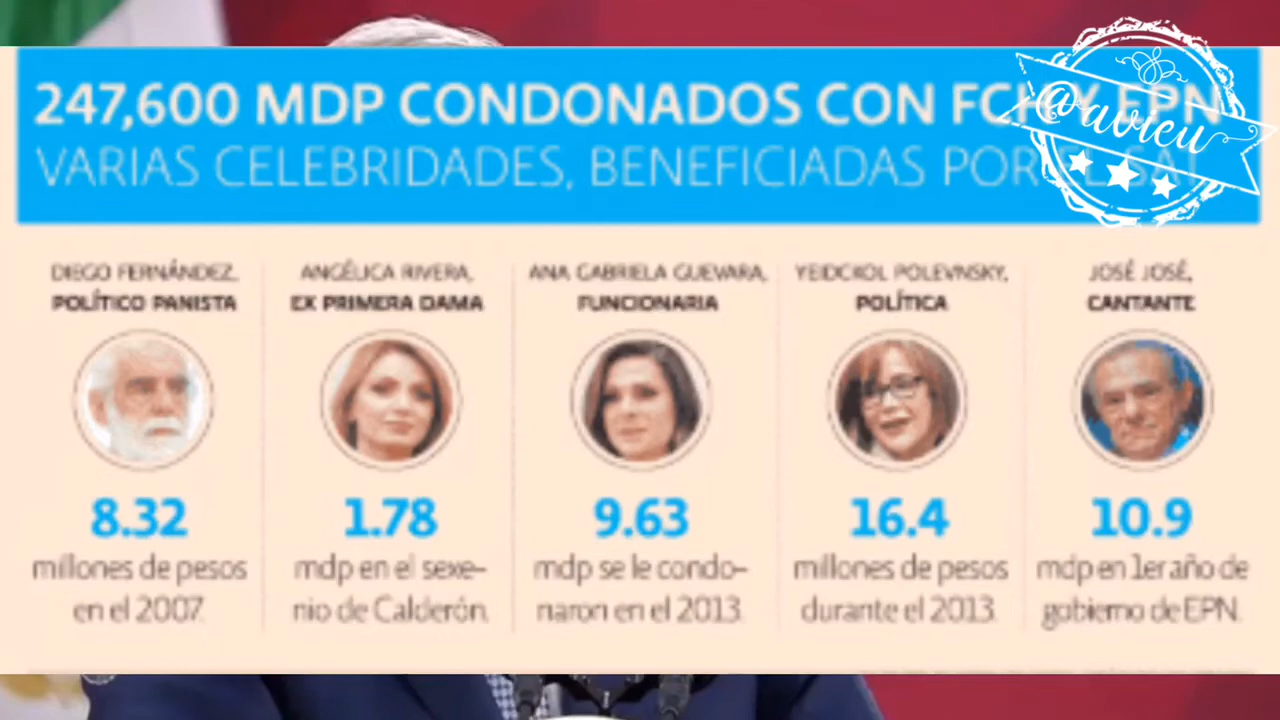 247,600 MDP CONDONADOS CON FCH Y EPN
VARIAS CELEBRIDADES, BENEFICIADAS POR EL SAT
@avicu
DIEGO FERNÁNDEZ,
POLÍTICO PANISTA
8.32
millones de pesos
en el 2007.
ANGÉLICA RIVERA,
EX PRIMERA DAMA
1.78
mdp en el sexe-
nio de Calderón.
ANA GABRIELA GUEVARA,
FUNCIONARIA
9.63
mdp se le condo-
naron en el 2013.
YEIDCKOL POLEVNSKY,
POLÍTICA
16.4
millones de pesos
durante el 2013.
JOSÉ JOSÉ,
CANTANTE
10.9
mdp en 1er año de
gobierno de EPN.